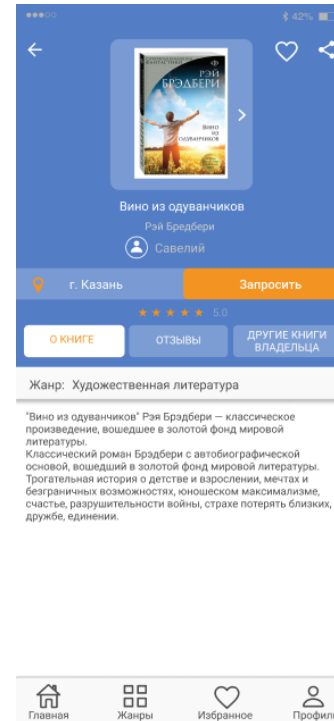 42%
РЭЙ
БРЭДБЕРИ
Вино
из
одуванчиков
Вино из одуванчиков
Рэй Бредбери
Савелий
г. Казань
Запросить
5.0
О КНИГЕ
ОТЗЫВЫ
ДРУГИЕ КНИГИ
ВЛАДЕЛЬЦА
Жанр: Художественная литература
"Вино из одуванчиков" Рэя Брэдбери — классическое
произведение, вошедшее в золотой фонд мировой
литературы.
Классический роман Брэдбери с автобиографической
основой, вошедший в золотой фонд мировой литературы.
Трогательная история о детстве и взрослении, мечтах и
безграничных возможностях, юношеском максимализме,
счастье, разрушительности войны, страхе потерять близких,
дружбе, единении.
Главная
Жанры
Избранное
Профиль